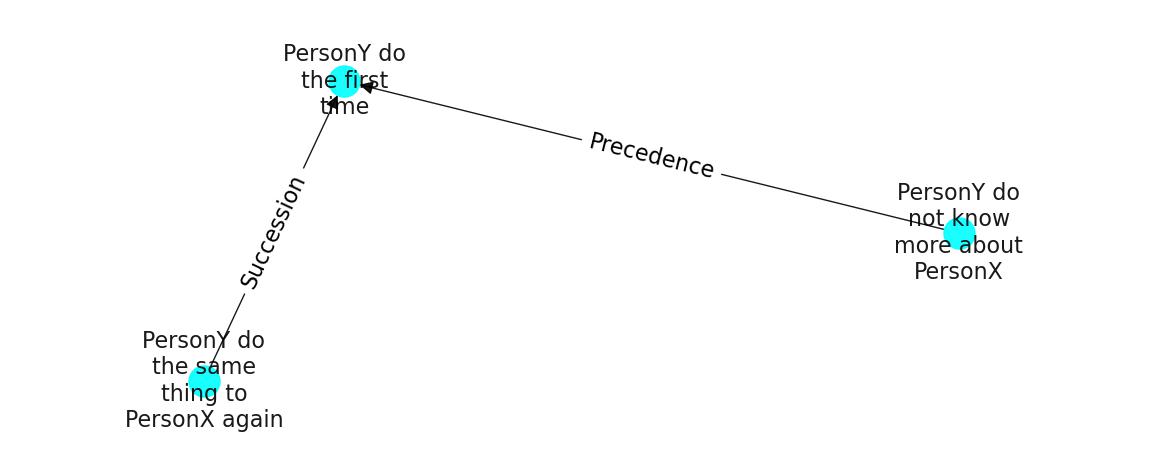 PersonY do
the first
time
Precedence
PersonY do
not know
more about
PersonX
Succession
PersonY do
the same
thing to
PersonX again